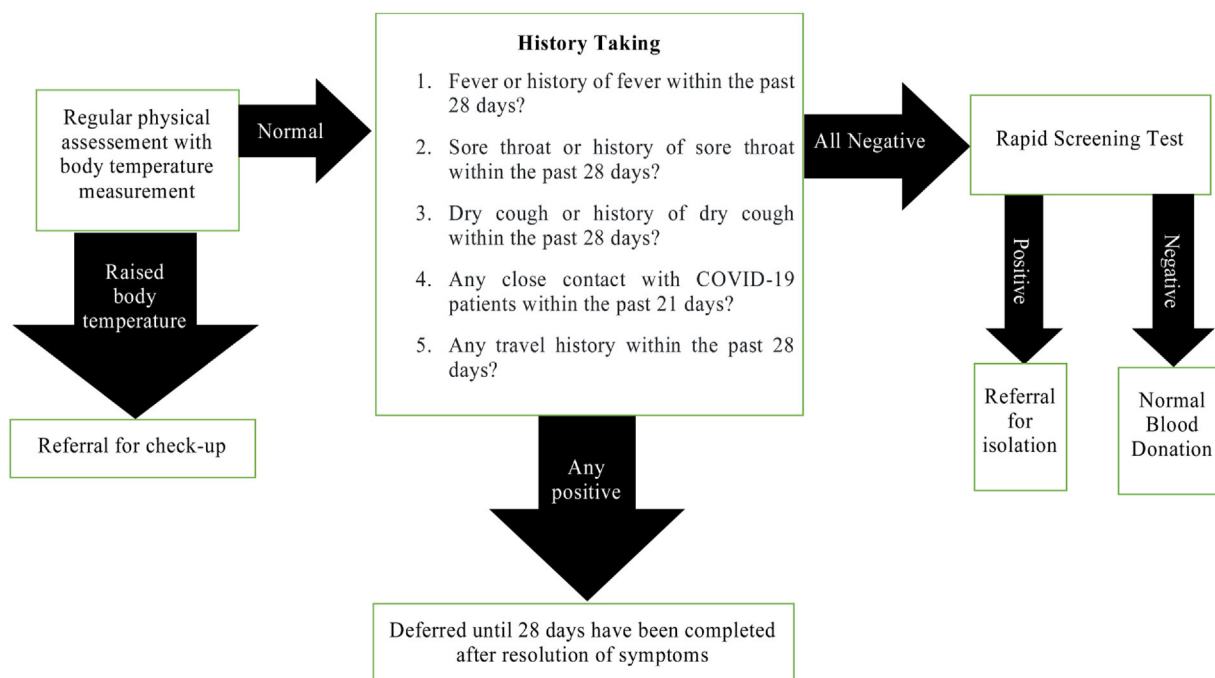 Regular physical
assessment with
body temperature
measurement
Normal
Raised
body
temperature
Referral for check-up
History Taking
1. Fever or history of fever within the past
28 days?
2. Sore throat or history of sore throat
within the past 28 days?
3. Dry cough or history of dry cough
within the past 28 days?
4. Any close contact with COVID-19
patients within the past 21 days?
5. Any travel history within the past 28
days?
Any
positive
Deferred until 28 days have been completed
after resolution of symptoms
All Negative
Rapid Screening Test
Positive
Negative
Referral
for
isolation
Normal
Blood
Donation